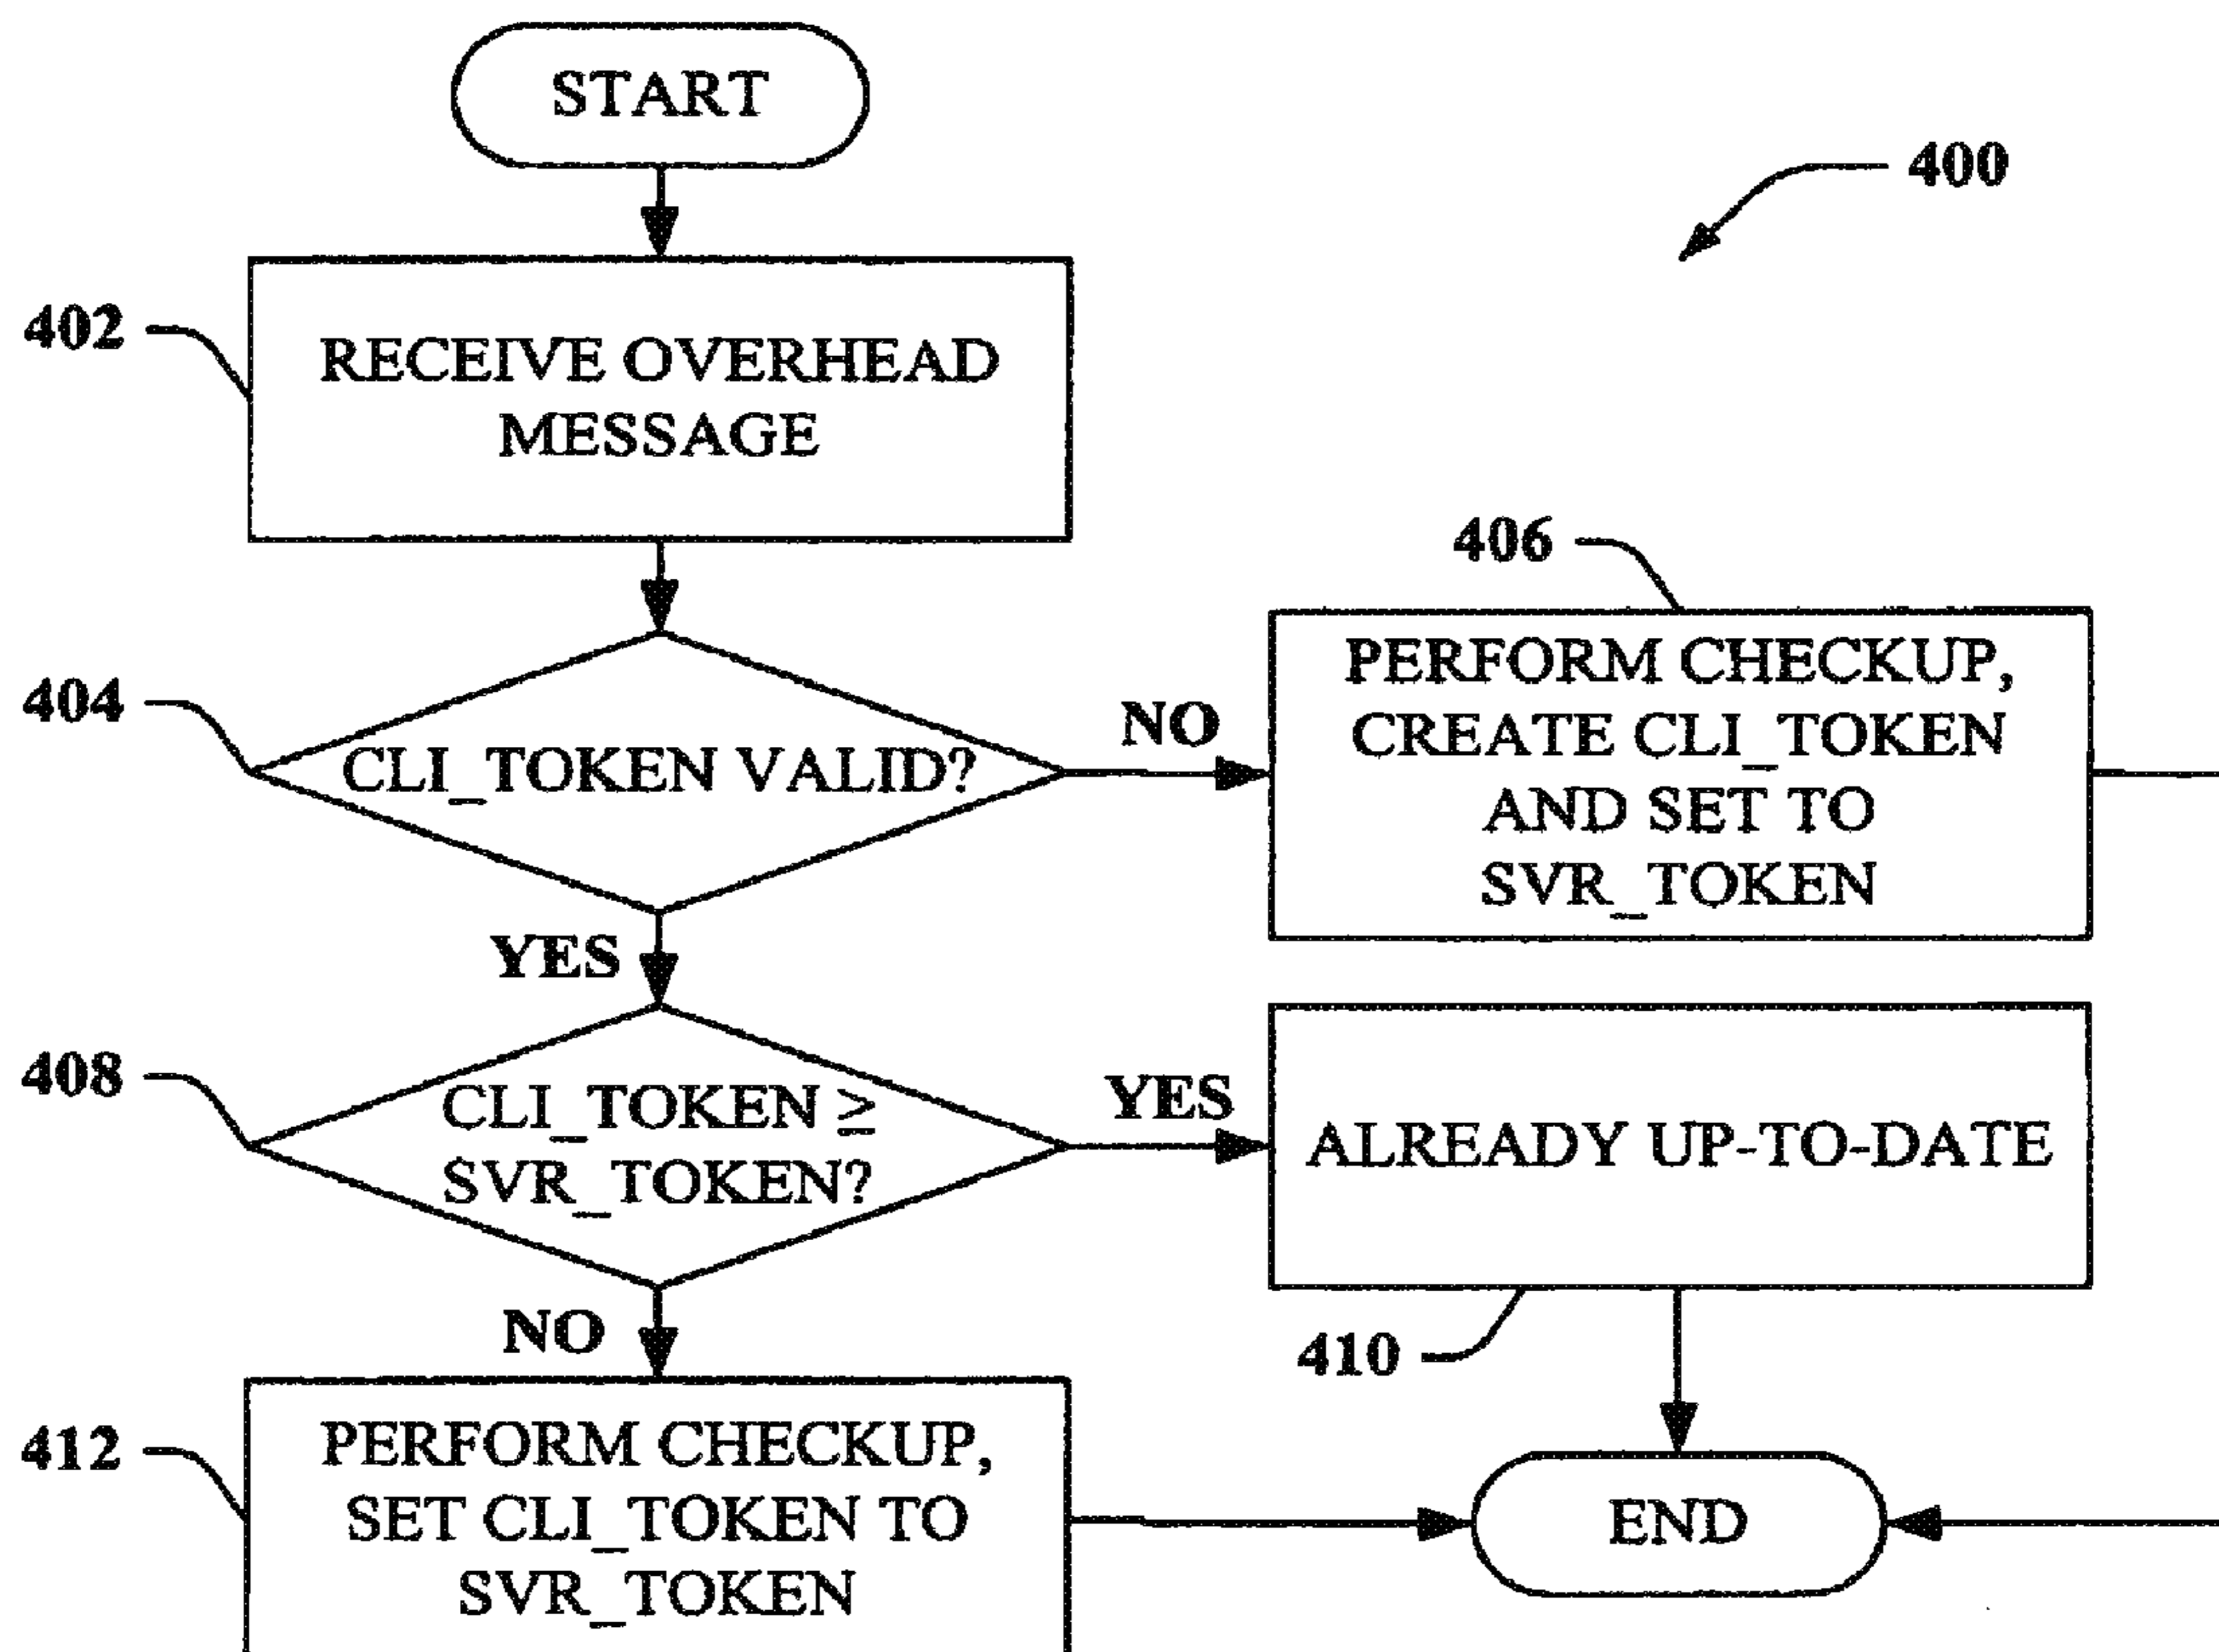 START
400
402
RECEIVE OVERHEAD
MESSAGE
406
404
CLI_TOKEN VALID?
NO
PERFORM CHECKUP,
CREATE CLI_TOKEN
AND SET TO
SVR_TOKEN
YES
408
CLI_TOKEN ≥
SVR_TOKEN?
YES
ALREADY UP-TO-DATE
NO
410
412
PERFORM CHECKUP,
SET CLI_TOKEN TO
SVR_TOKEN
END